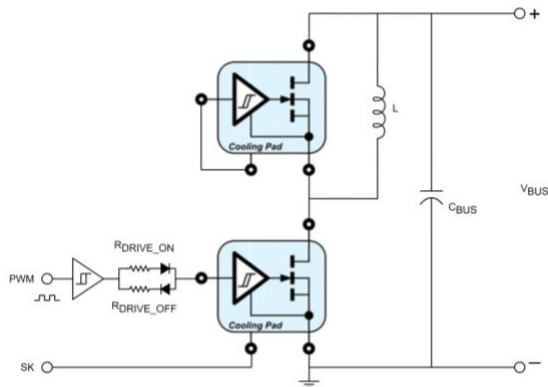 +
Cooling Pad
L
VBUS
CBUS
RDRIVE_ON
PWM
RDRIVE_OFF
Cooling Pad
SK
−